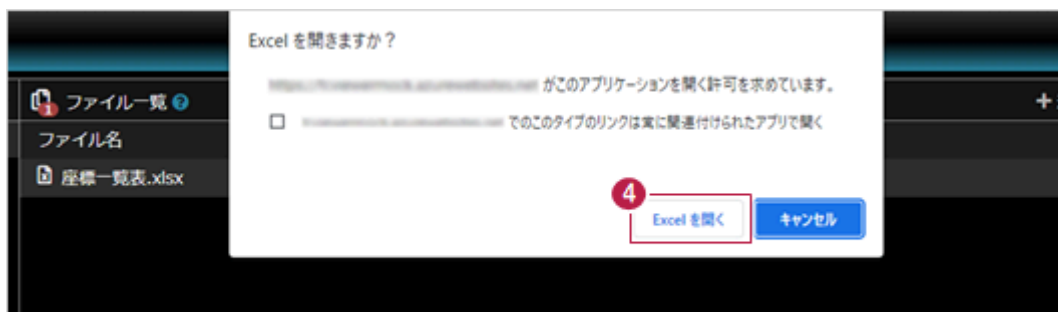 Excel を開きますか？
がこのアプリケーションを開く許可を求めています。
でのこのタイプのリンクは常に関連付けられたアプリで開く
1
ファイル一覧
ファイル名
座標一覧表.xlsx
4
Excel を開く
キャンセル